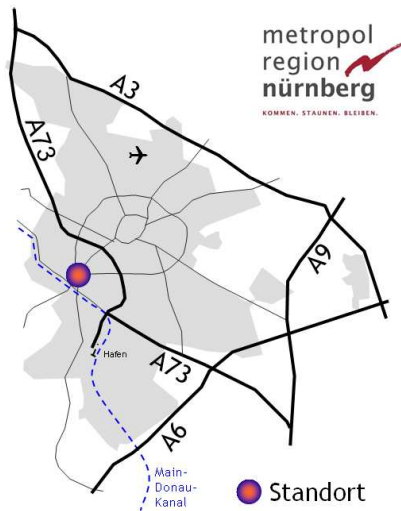 metropol
region
nürnberg
KOMMEN. STAUNEN. BLEIBEN.
A3
A73
A9
Hafen
A73
A6
Main-
Donau-
Kanal
Standort